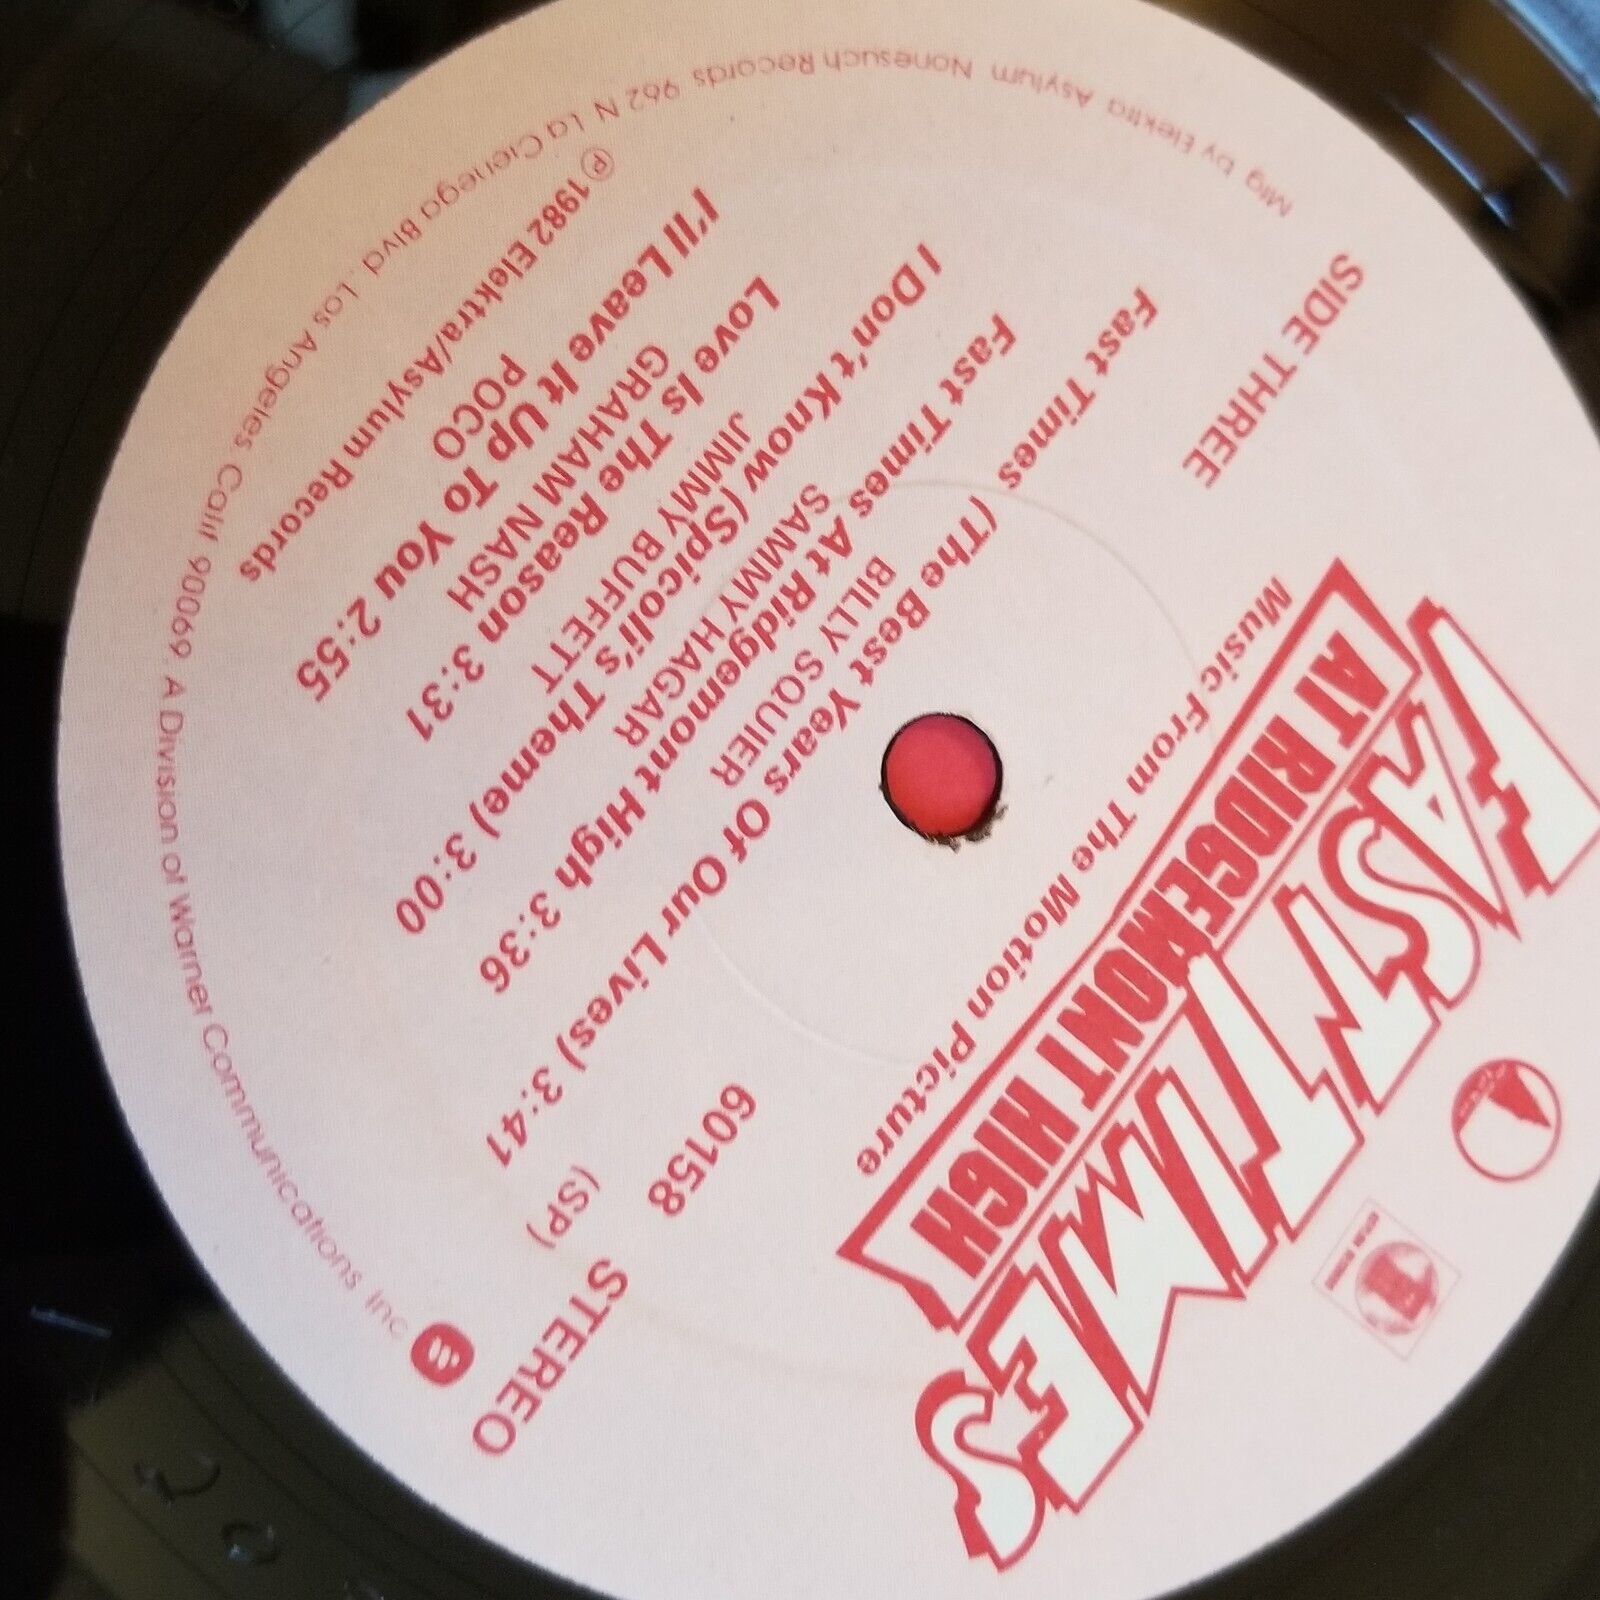 FAST TIMES
AT RIDGEMONT HIGH
Music From The Motion Picture
SIDE THREE
60158
(SP)
STEREO
Fast Times (The Best Years Of Our Lives) 3:41
BILLY SQUIER
Fast Times At Ridgemont High 3:36
SAMMY HAGAR
I Don't Know (Spicoli's Theme) 3:00
JIMMY BUFFETT
Love Is The Reason 3:31
GRAHAM NASH
I'll Leave It Up To You 2:55
POCO
℗ 1982 Elektra/Asylum Records
Mfg by Elektra Asylum Nonesuch Records 962 N La Cienega Blvd. Los Angeles Calif 90069. A Division of Warner Communications Inc